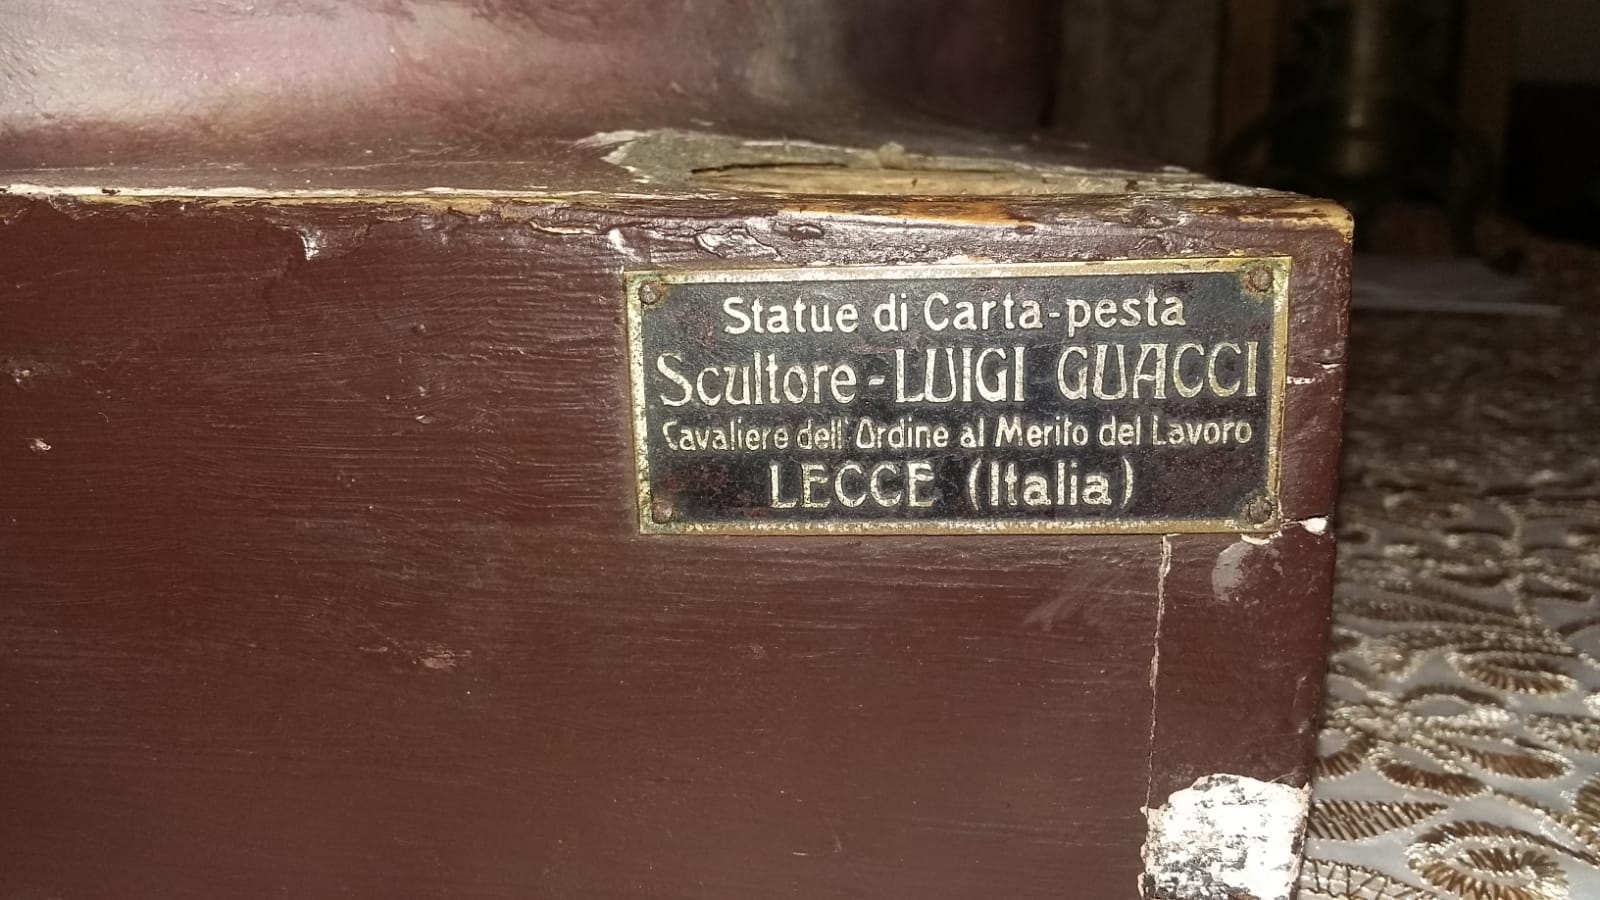 Statue di Carta-pesta
Scultore-LUIGI GUACCI
Cavaliere dell'Ordine al Merito del Lavoro
LECCE (Italia)